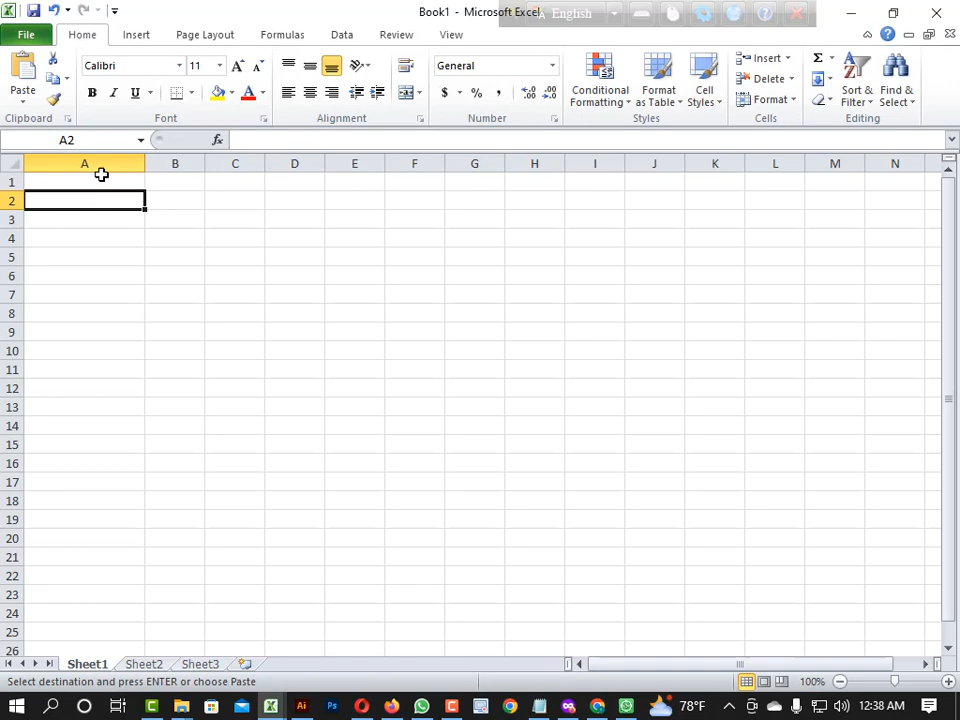 Book1 - Microsoft Excel
English
File Home Insert Page Layout Formulas Data Review View
Calibri 11 General
Paste
Conditional Formatting
Format as Table
Cell Styles
Insert
Delete
Format
Sort & Filter
Find & Select
Clipboard Font Alignment Number Styles Cells Editing
A2 fx
A B C D E F G H I J K L M N
1
2
3
4
5
6
7
8
9
10
11
12
13
14
15
16
17
18
19
20
21
22
23
24
25
26
Sheet1 Sheet2 Sheet3
Select destination and press ENTER or choose Paste 100%
78°F 12:38 AM